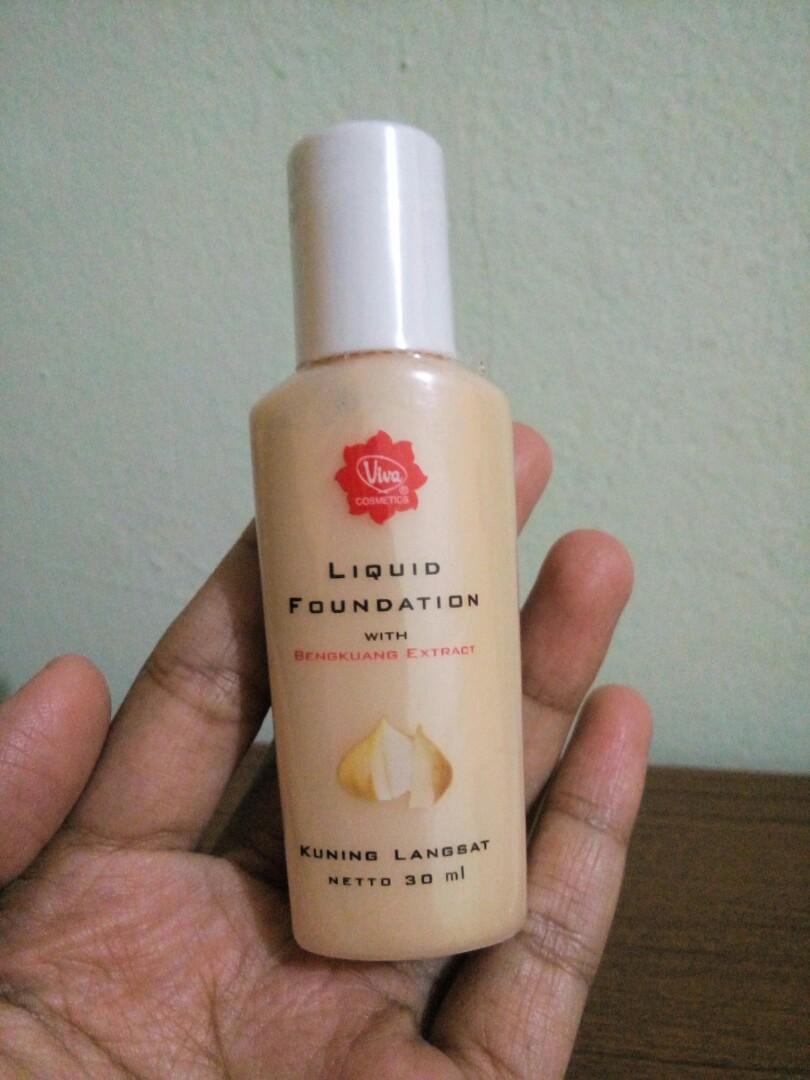 Viva®
COSMETICS
LIQUID
FOUNDATION
WITH
BENGKUANG EXTRACT
KUNING LANGSAT
NETTO 30 ml